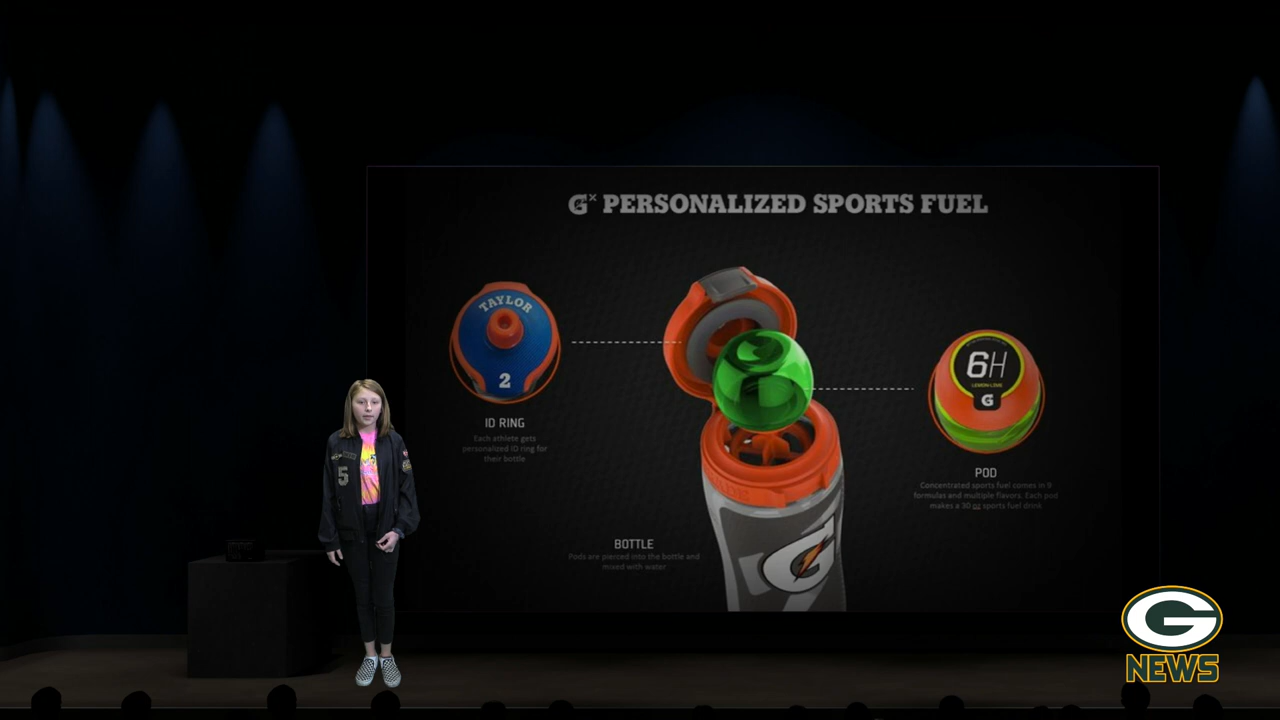 Gx PERSONALIZED SPORTS FUEL
TAYLOR
2
ID RING
Each athlete gets
personalized ID ring for
their bottle
6H
LEMON-LIME
G
POD
Concentrated sports fuel comes in 9
formulas and multiple flavors. Each pod
makes a 30 oz sports fuel drink
BOTTLE
Pods are pierced into the bottle and
mixed with water
G
5
G
NEWS